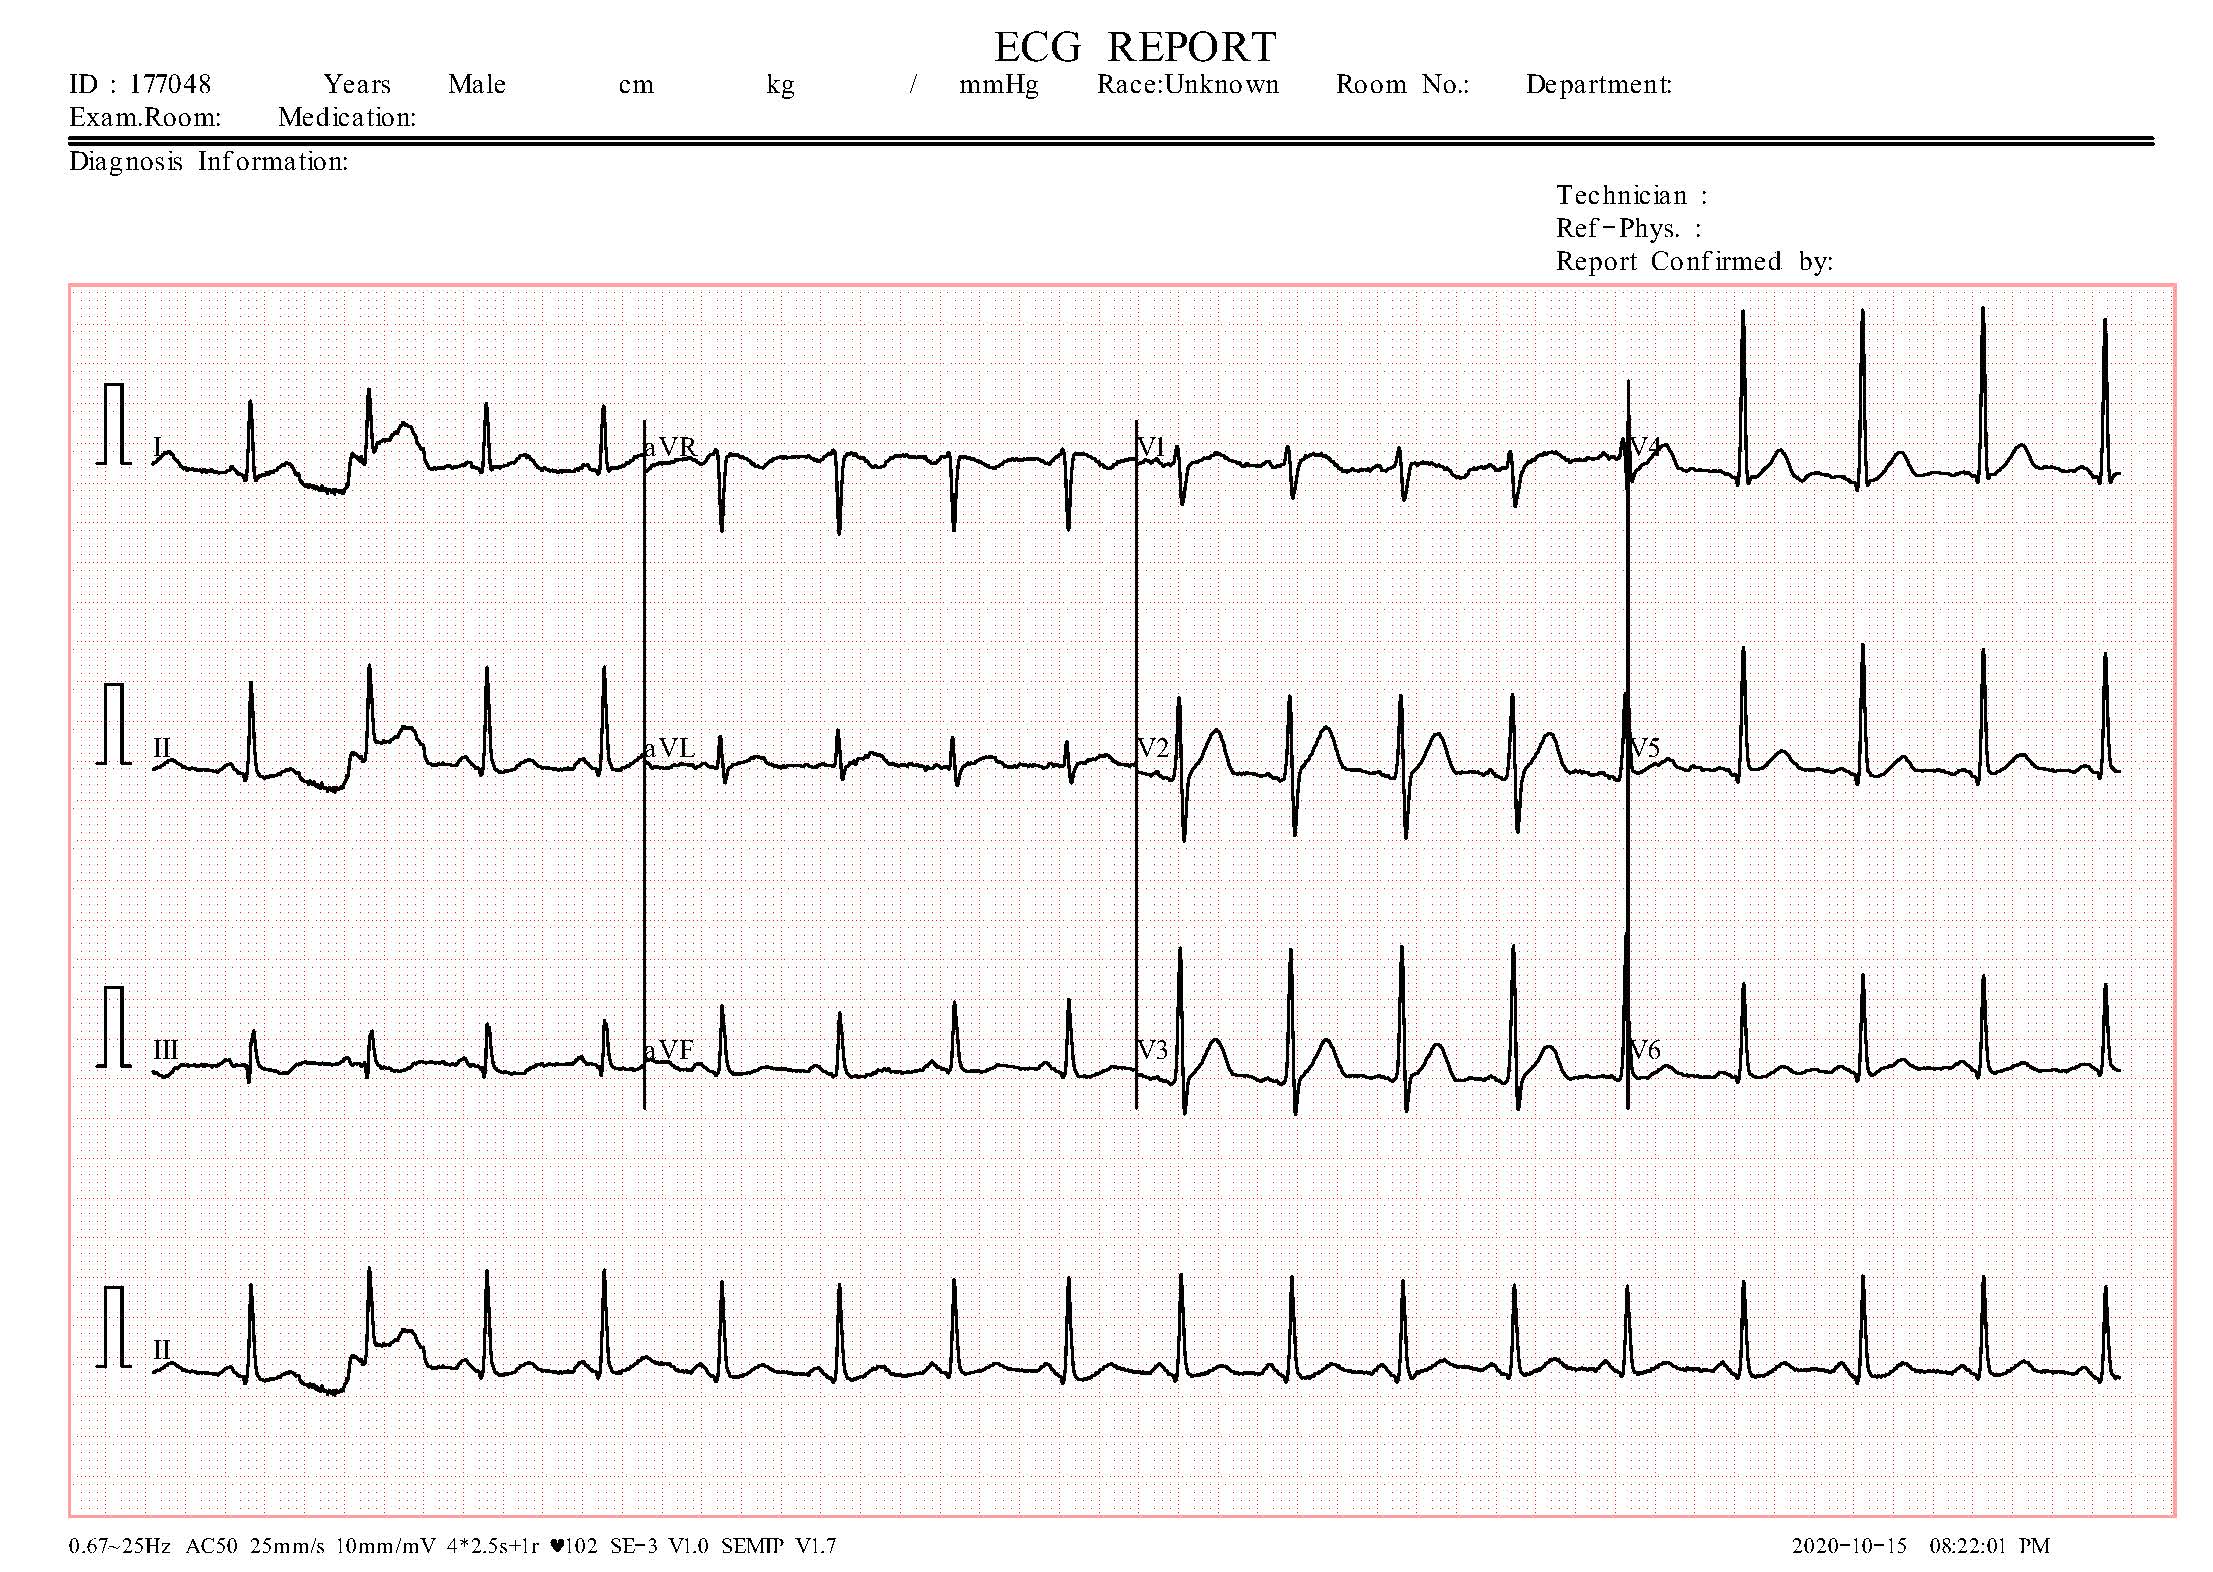 ECG REPORT
ID : 177048 Years Male cm kg / mmHg Race:Unknown Room No.: Department:
Exam.Room: Medication:
Diagnosis Information:
Technician :
Ref-Phys. :
Report Confirmed by:
I aVR V1 V4
II aVL V2 V5
III aVF V3 V6
II
0.67~25Hz AC50 25mm/s 10mm/mV 4*2.5s+1r ♥102 SE-3 V1.0 SEMIP V1.7 2020-10-15 08:22:01 PM